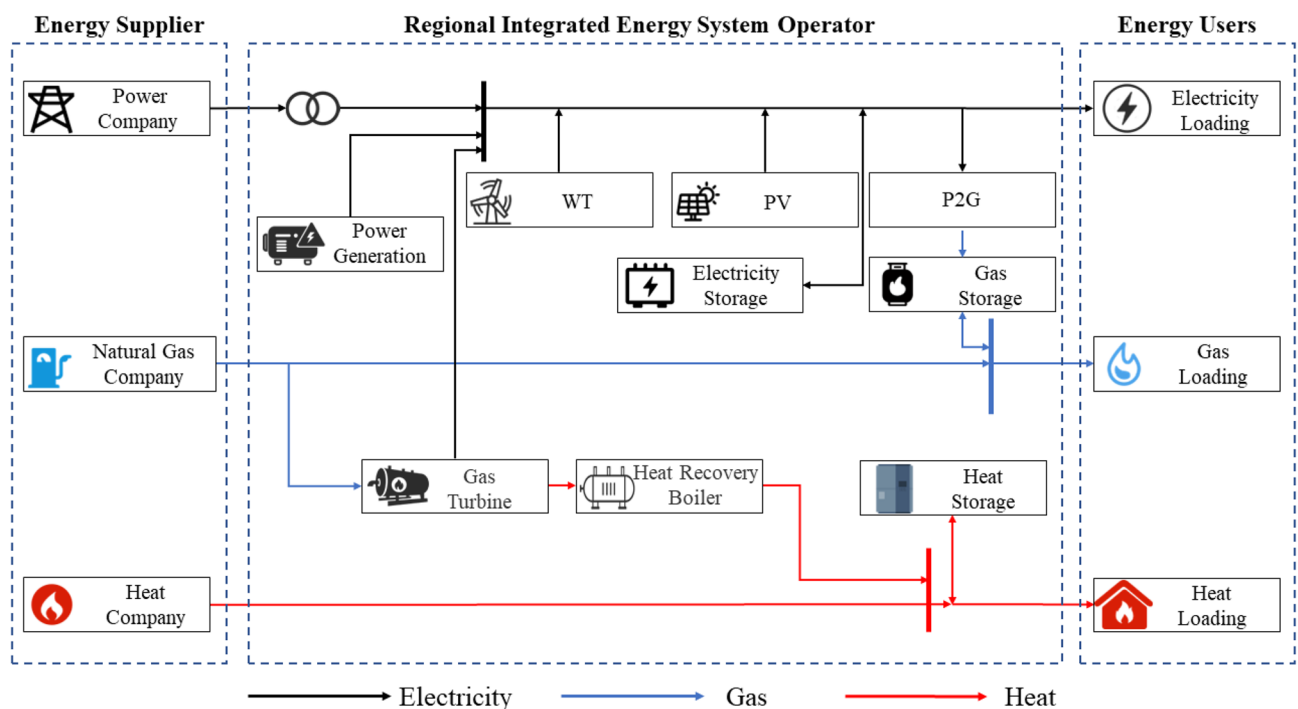 Energy Supplier
Regional Integrated Energy System Operator
Energy Users
Power
Company
Electricity
Loading
WT
PV
P2G
Power
Generation
Electricity
Storage
Gas
Storage
Natural Gas
Company
Gas
Loading
Gas
Turbine
Heat Recovery
Boiler
Heat
Storage
Heat
Company
Heat
Loading
Electricity
Gas
Heat